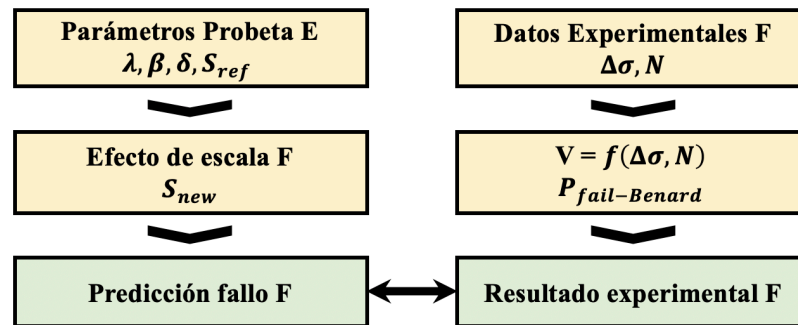 Parámetros Probeta E
λ, β, δ, S_ref
Efecto de escala F
S_new
Predicción fallo F
Datos Experimentales F
Δσ, N
V = f(Δσ, N)
P_fail−Benard
Resultado experimental F